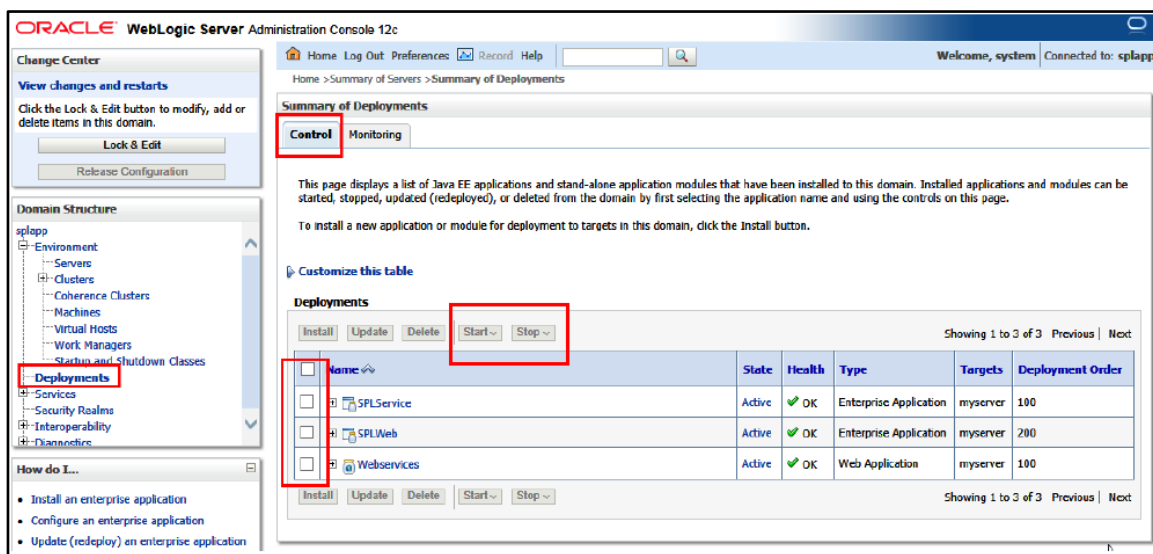 ORACLE WebLogic Server Administration Console 12c
Change Center
View changes and restarts
Click the Lock & Edit button to modify, add or
delete items in this domain.
Lock & Edit
Release Configuration
Domain Structure
splapp
Environment
Servers
Clusters
Coherence Clusters
Machines
Virtual Hosts
Work Managers
Startup and Shutdown Classes
Deployments
Services
Security Realms
Interoperability
Diagnostics
How do I...
Install an enterprise application
Configure an enterprise application
Update (redeploy) an enterprise application
Home Log Out Preferences Record Help
Welcome, system Connected to: splapp
Home >Summary of Servers >Summary of Deployments
Summary of Deployments
Control Monitoring
This page displays a list of Java EE applications and stand-alone application modules that have been installed to this domain. Installed applications and modules can be
started, stopped, updated (redeployed), or deleted from the domain by first selecting the application name and using the controls on this page.
To install a new application or module for deployment to targets in this domain, click the Install button.
Customize this table
Deployments
Install Update Delete Start Stop Showing 1 to 3 of 3 Previous | Next
Name State Health Type Targets Deployment Order
SPLService Active OK Enterprise Application myserver 100
SPLWeb Active OK Enterprise Application myserver 200
Webservices Active OK Web Application myserver 100
Install Update Delete Start Stop Showing 1 to 3 of 3 Previous | Next